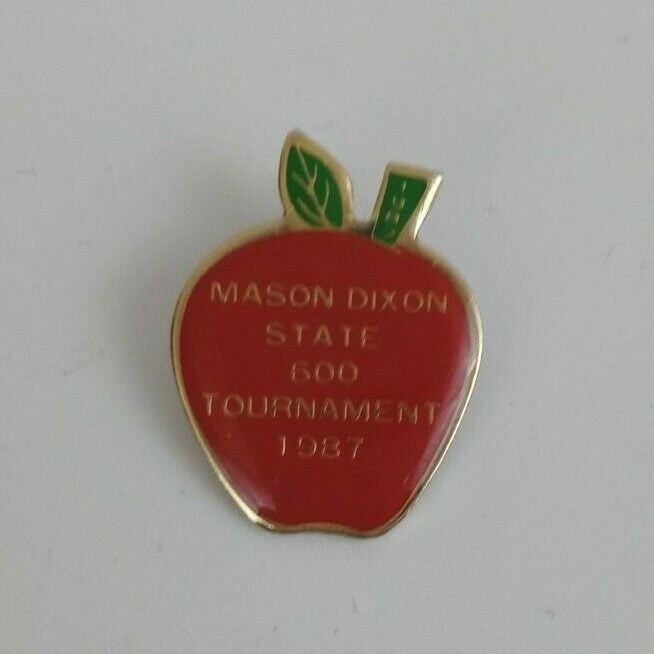 MASON DIXON
STATE
600
TOURNAMENT
1987